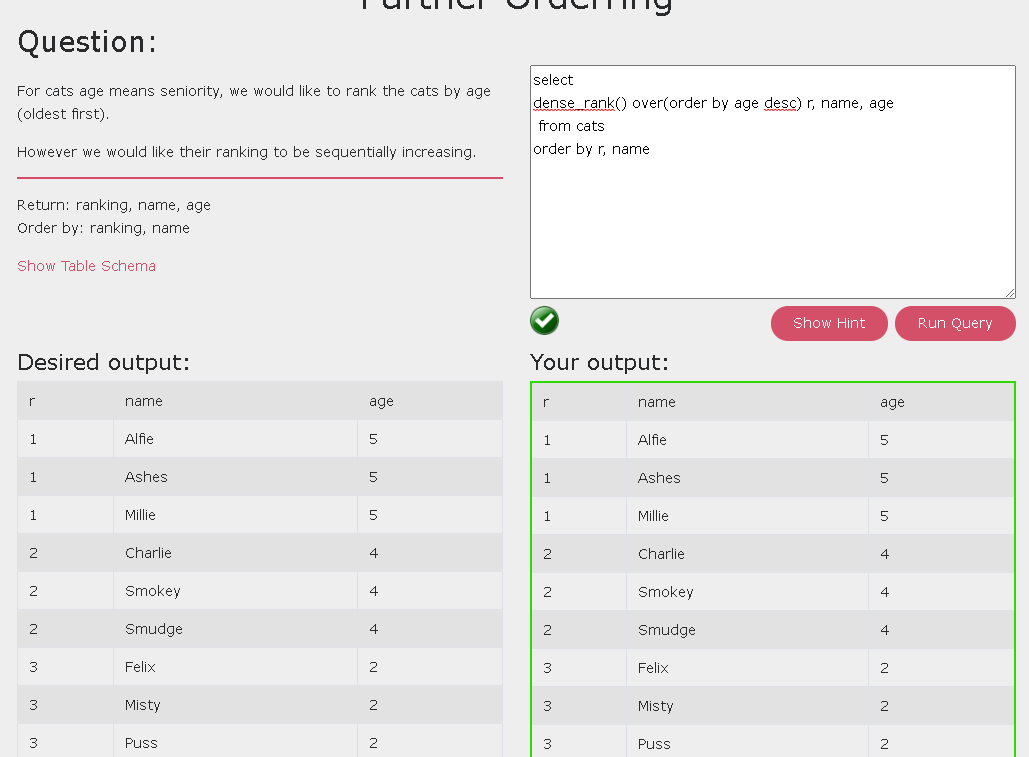 Further Orderring
Question:
For cats age means seniority, we would like to rank the cats by age
(oldest first).
However we would like their ranking to be sequentially increasing.
Return: ranking, name, age
Order by: ranking, name
Show Table Schema
select
dense_rank() over(order by age desc) r, name, age
from cats
order by r, name
Show Hint
Run Query
Desired output:
r name age
1 Alfie 5
1 Ashes 5
1 Millie 5
2 Charlie 4
2 Smokey 4
2 Smudge 4
3 Felix 2
3 Misty 2
3 Puss 2
Your output:
r name age
1 Alfie 5
1 Ashes 5
1 Millie 5
2 Charlie 4
2 Smokey 4
2 Smudge 4
3 Felix 2
3 Misty 2
3 Puss 2